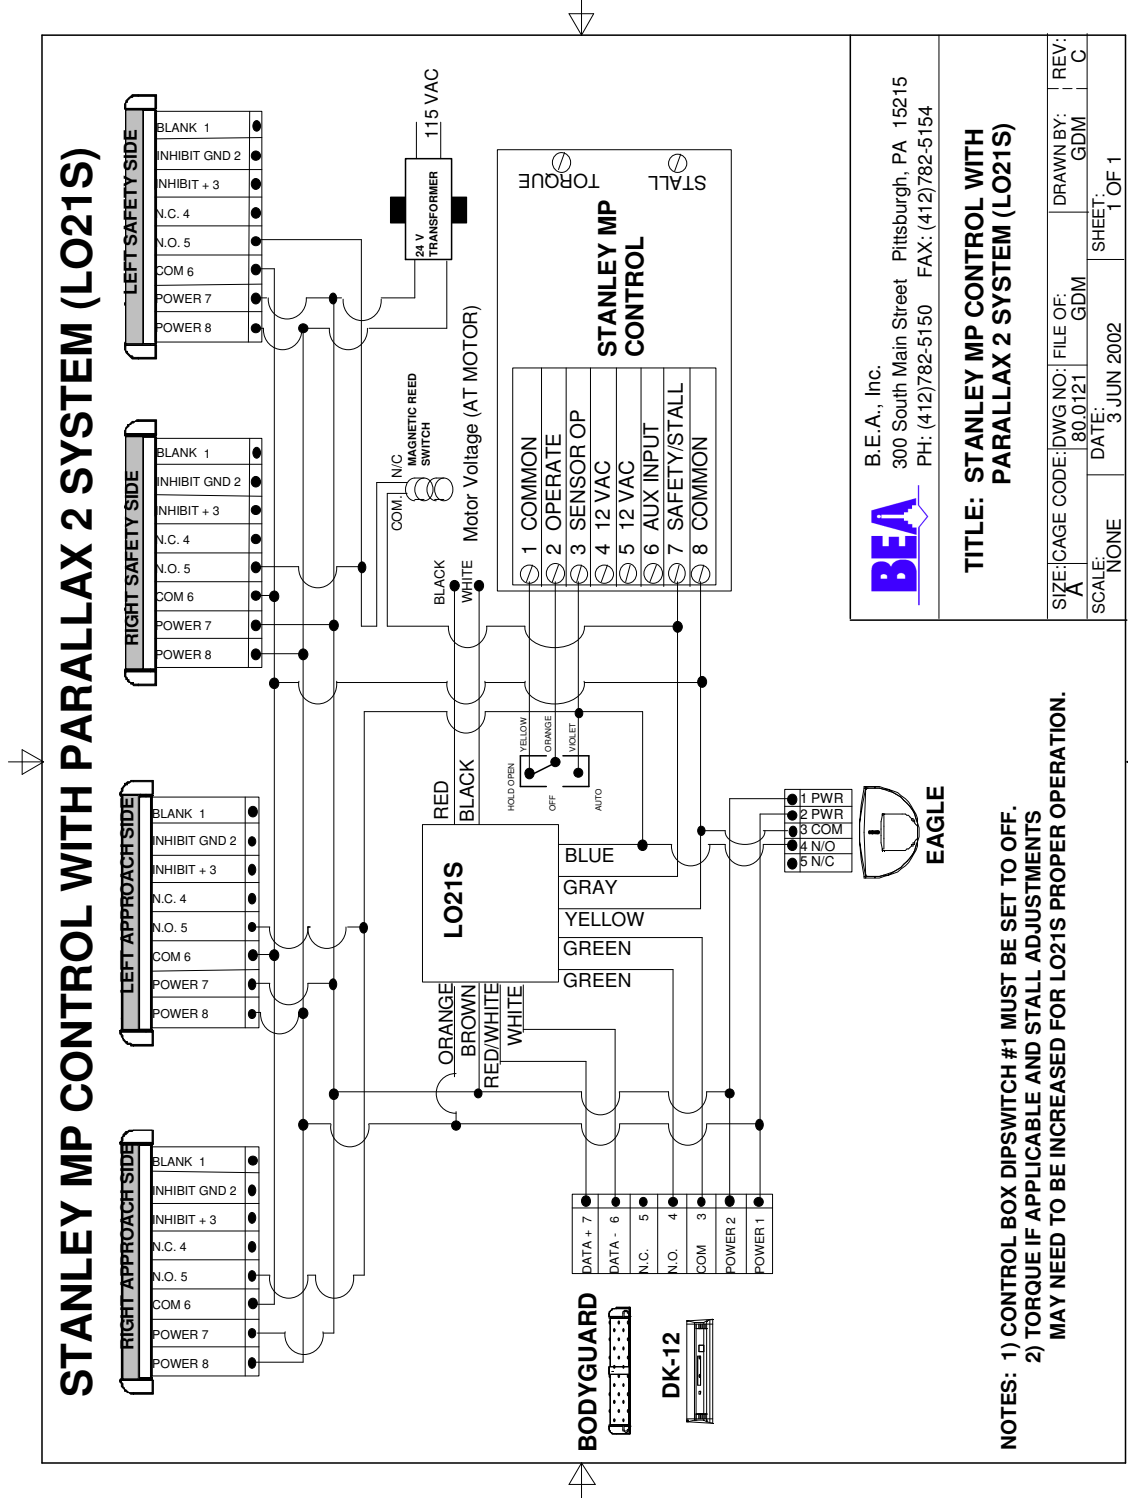 STANLEY MP CONTROL WITH PARALLAX 2 SYSTEM (LO21S)
RIGHT APPROACH SIDE
BLANK 1
INHIBIT GND 2
INHIBIT + 3
N.C. 4
N.O. 5
COM 6
POWER 7
POWER 8
LEFT APPROACH SIDE
BLANK 1
INHIBIT GND 2
INHIBIT + 3
N.C. 4
N.O. 5
COM 6
POWER 7
POWER 8
RIGHT SAFETY SIDE
BLANK 1
INHIBIT GND 2
INHIBIT + 3
N.C. 4
N.O. 5
COM 6
POWER 7
POWER 8
LEFT SAFETY SIDE
BLANK 1
INHIBIT GND 2
INHIBIT + 3
N.C. 4
N.O. 5
COM 6
POWER 7
POWER 8
24 V
TRANSFORMER
115 VAC
COM. N/C
MAGNETIC REED
SWITCH
BLACK
WHITE
Motor Voltage (AT MOTOR)
RED
BLACK
LO21S
ORANGE
BROWN
RED/WHITE
WHITE
BLUE
GRAY
YELLOW
GREEN
GREEN
HOLD OPEN
OFF
AUTO
YELLOW
ORANGE
VIOLET
1 COMMON
2 OPERATE
3 SENSOR OP
4 12 VAC
5 12 VAC
6 AUX INPUT
7 SAFETY/STALL
8 COMMON
STANLEY MP
CONTROL
TORQUE
STALL
BODYGUARD
DK-12
DATA + 7
DATA - 6
N.C. 5
N.O. 4
COM 3
POWER 2
POWER 1
1 PWR
2 PWR
3 COM
4 N/O
5 N/C
EAGLE
NOTES: 1) CONTROL BOX DIPSWITCH #1 MUST BE SET TO OFF.
2) TORQUE IF APPLICABLE AND STALL ADJUSTMENTS
MAY NEED TO BE INCREASED FOR LO21S PROPER OPERATION.
BEA
B.E.A., Inc.
300 South Main Street Pittsburgh, PA 15215
PH: (412)782-5150 FAX: (412)782-5154
TITLE: STANLEY MP CONTROL WITH
PARALLAX 2 SYSTEM (LO21S)
SIZE: A
CAGE CODE:
DWG NO: 80.0121
FILE OF: GDM
DRAWN BY: GDM
REV: C
SCALE: NONE
DATE: 3 JUN 2002
SHEET: 1 OF 1